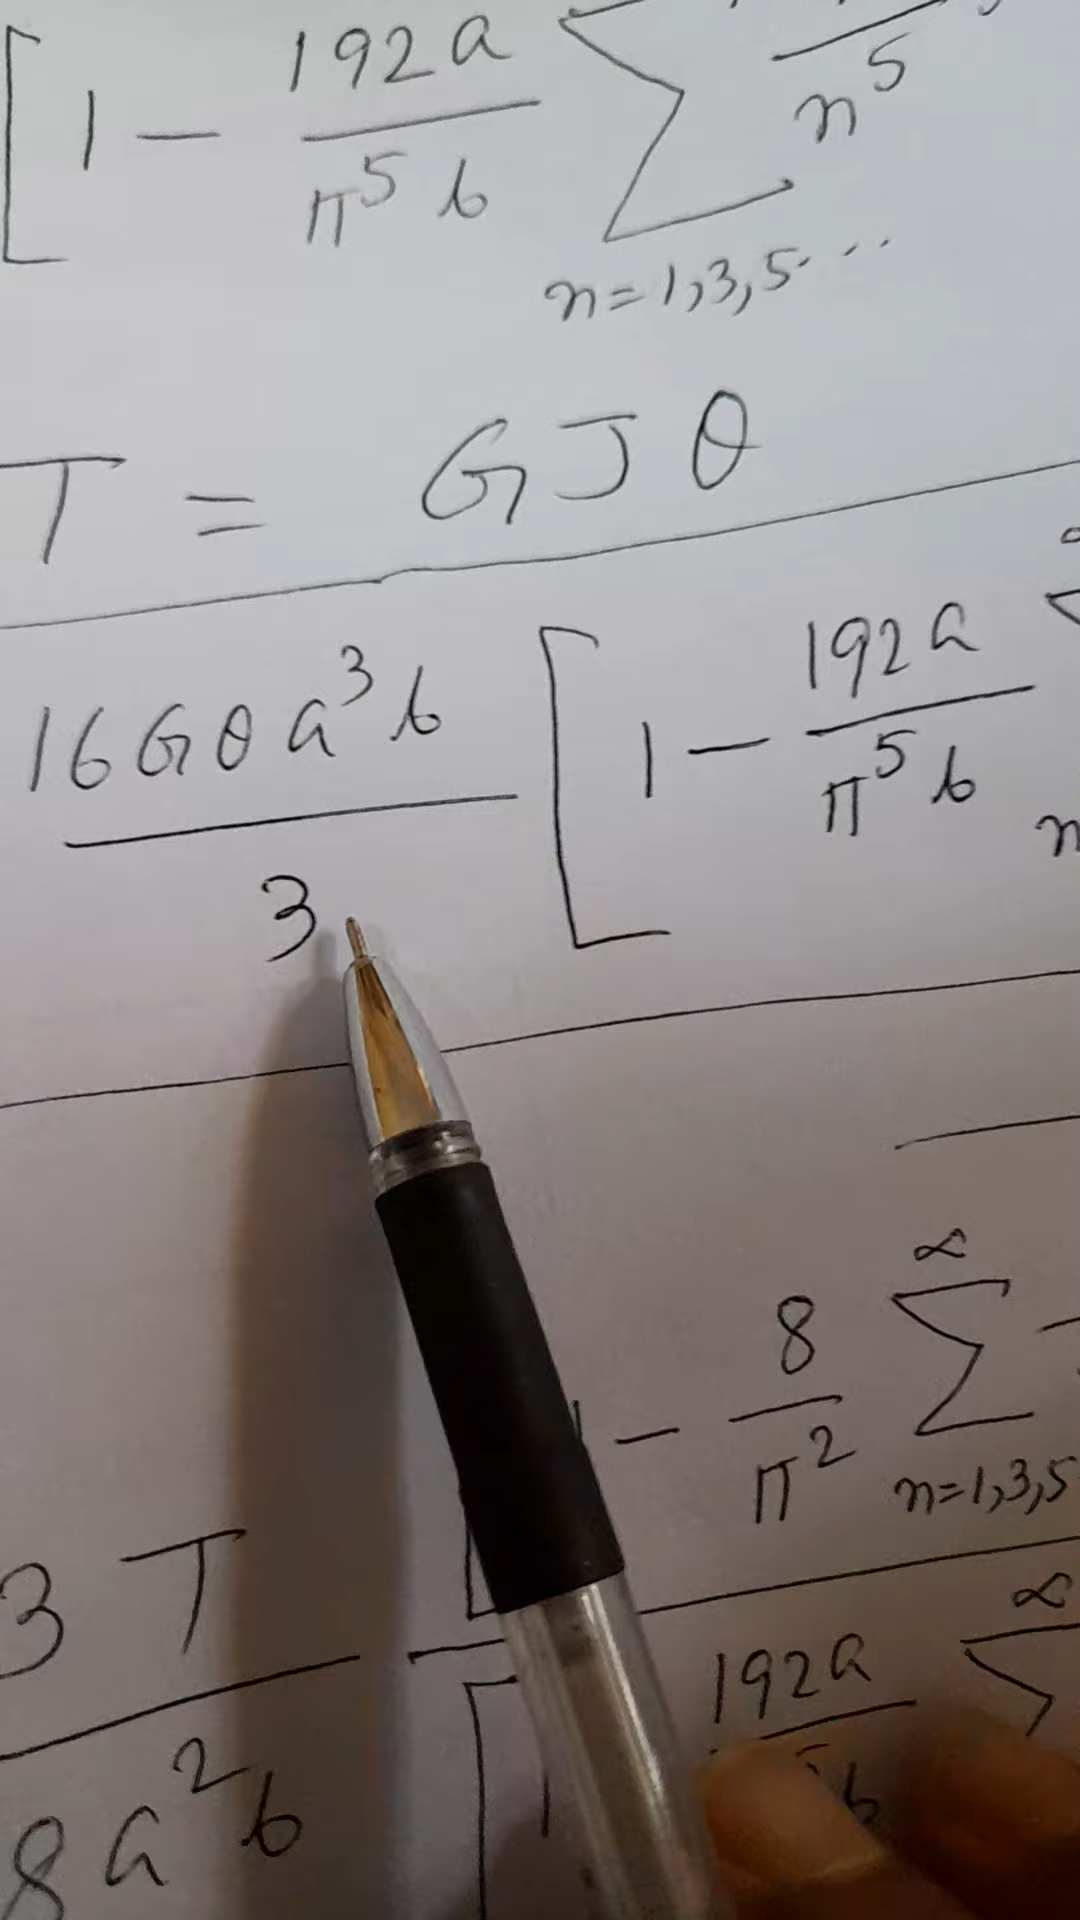 [ 1 - 192a / π⁵b Σ / n⁵
n=1,3,5...
T = GJθ
16Gθa³b / 3 [ 1 - 192a / π⁵b
1 - 8 / π² Σ ∞
n=1,3,5
3T / 8a²b
[ 1 192a / b Σ ∞